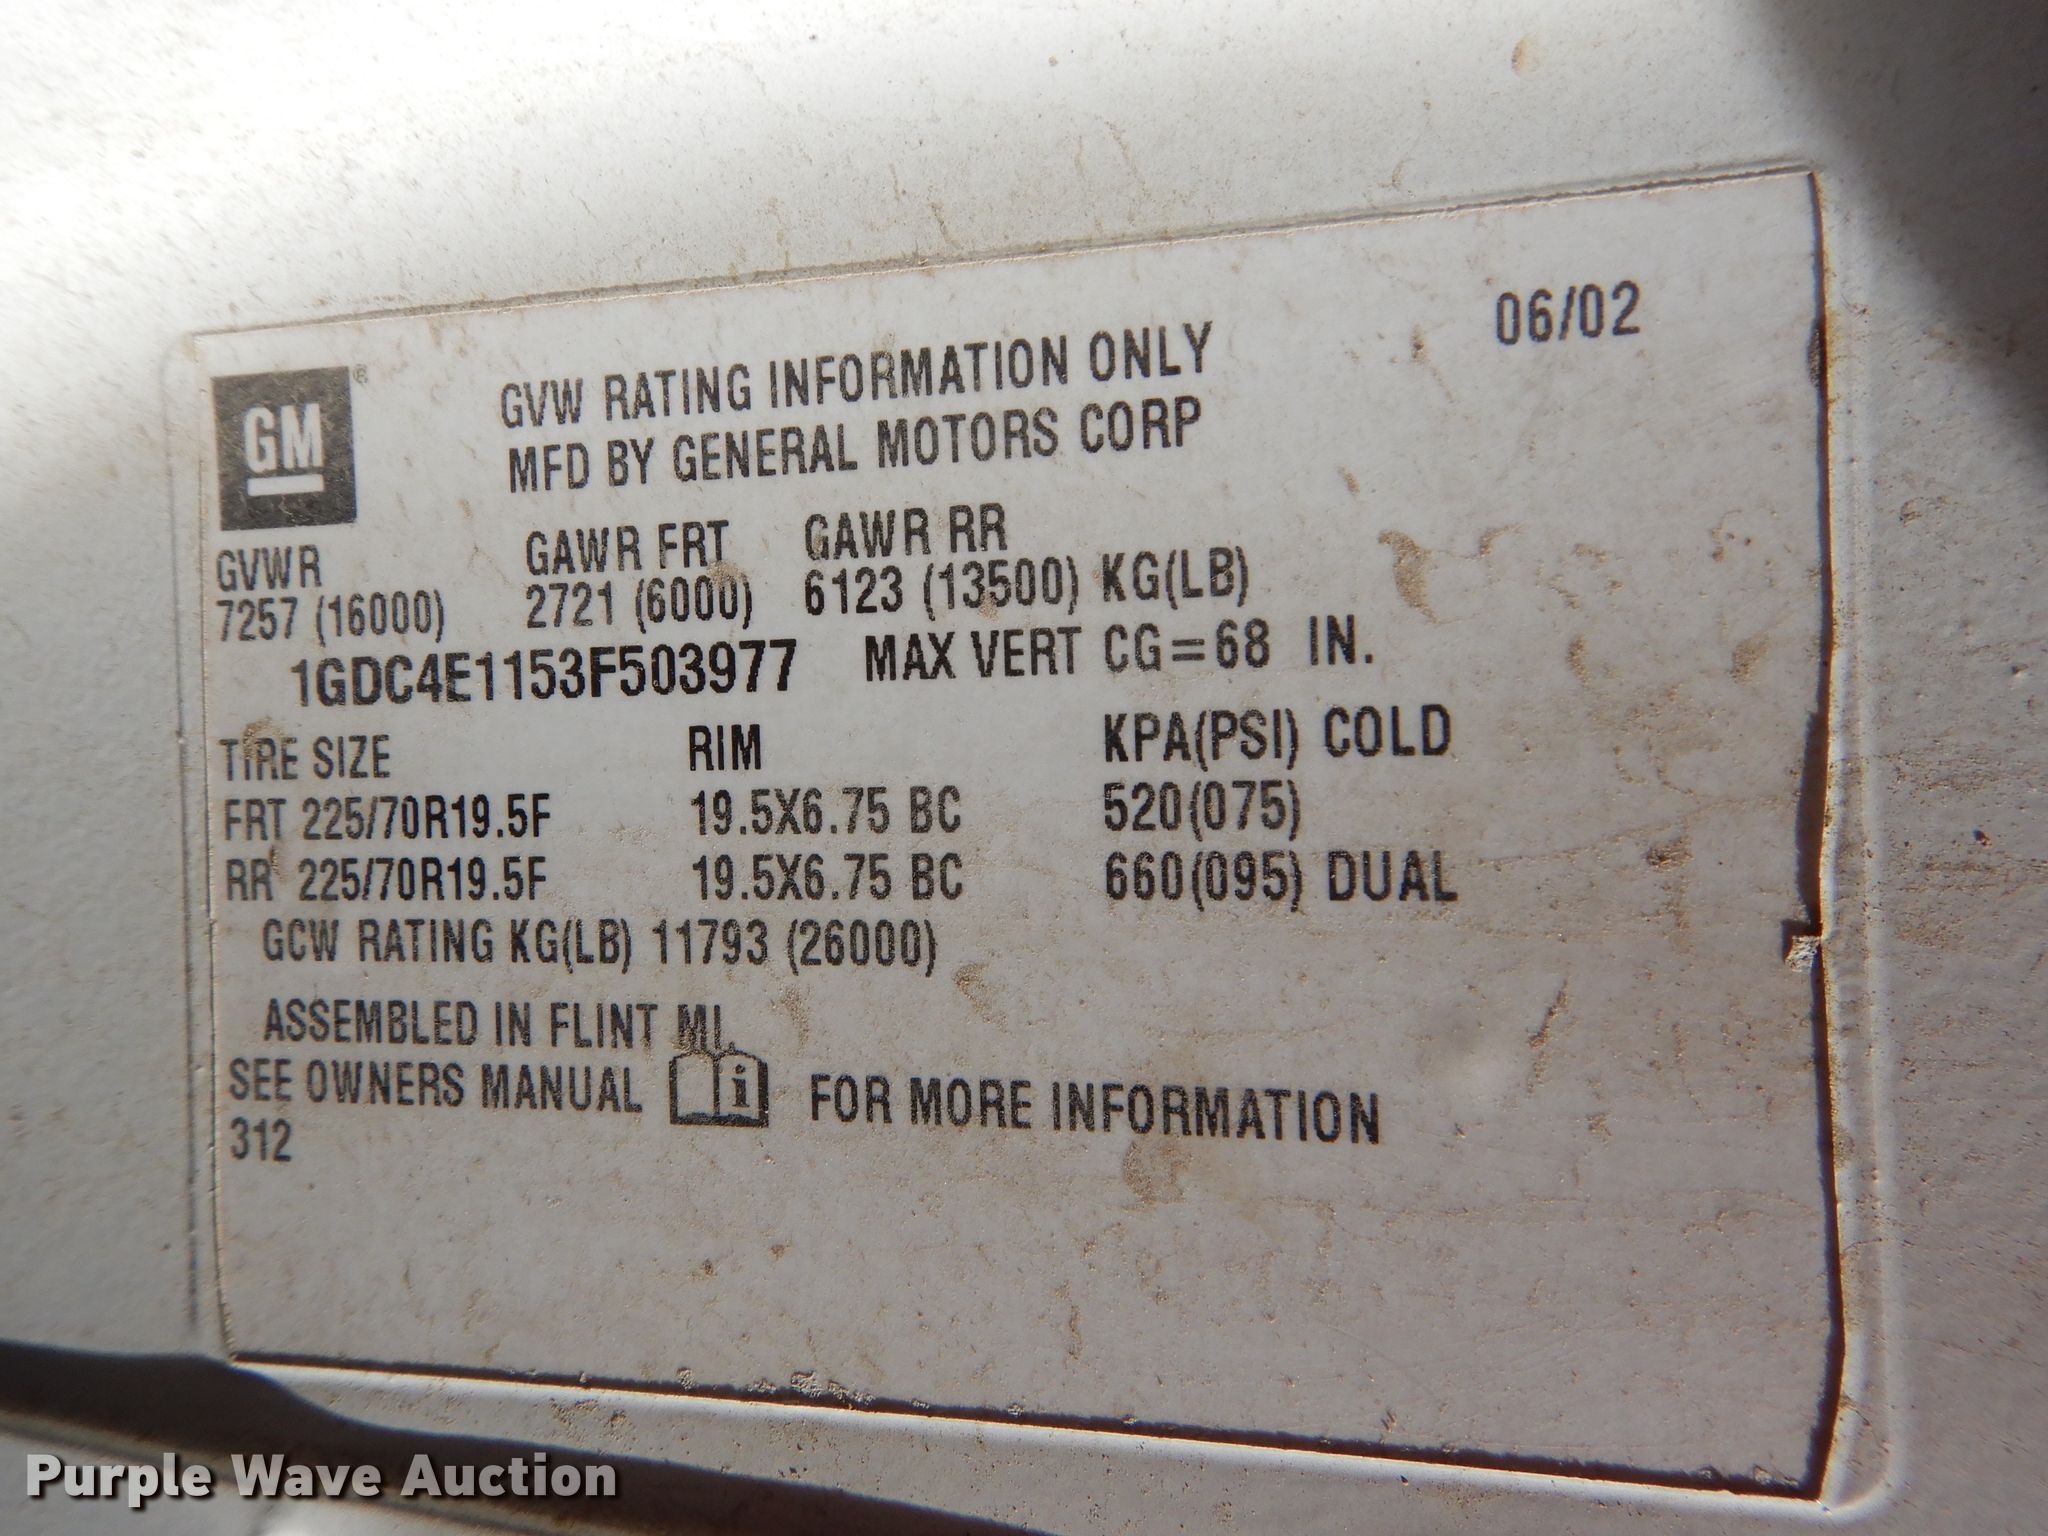 06/02
GM®
GVW RATING INFORMATION ONLY
MFD BY GENERAL MOTORS CORP
GVWR GAWR FRT GAWR RR
7257 (16000) 2721 (6000) 6123 (13500) KG(LB)
1GDC4E1153F503977 MAX VERT CG=68 IN.
TIRE SIZE RIM KPA(PSI) COLD
FRT 225/70R19.5F 19.5X6.75 BC 520(075)
RR 225/70R19.5F 19.5X6.75 BC 660(095) DUAL
GCW RATING KG(LB) 11793 (26000)
ASSEMBLED IN FLINT MI.
SEE OWNERS MANUAL i FOR MORE INFORMATION
312
Purple Wave Auction